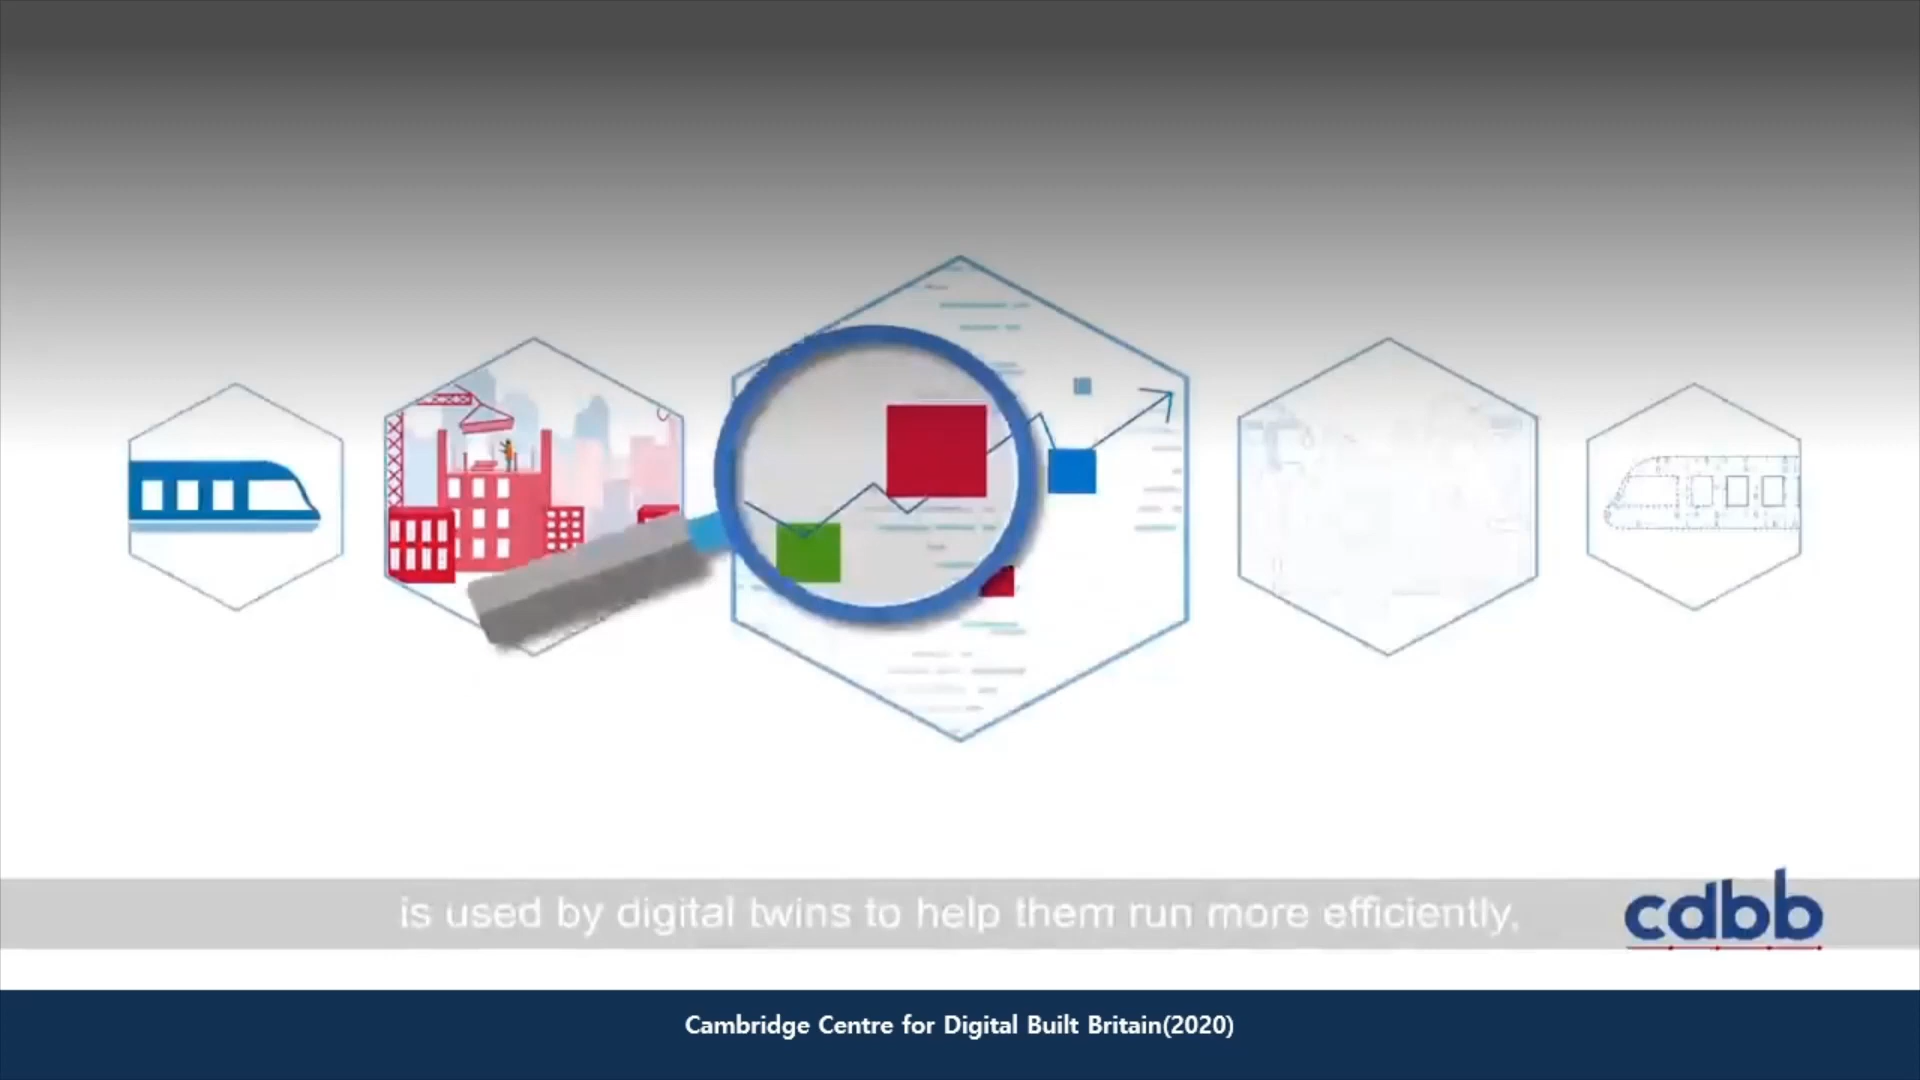 is used by digital twins to help them run more efficiently,
cdbb
Cambridge Centre for Digital Built Britain(2020)